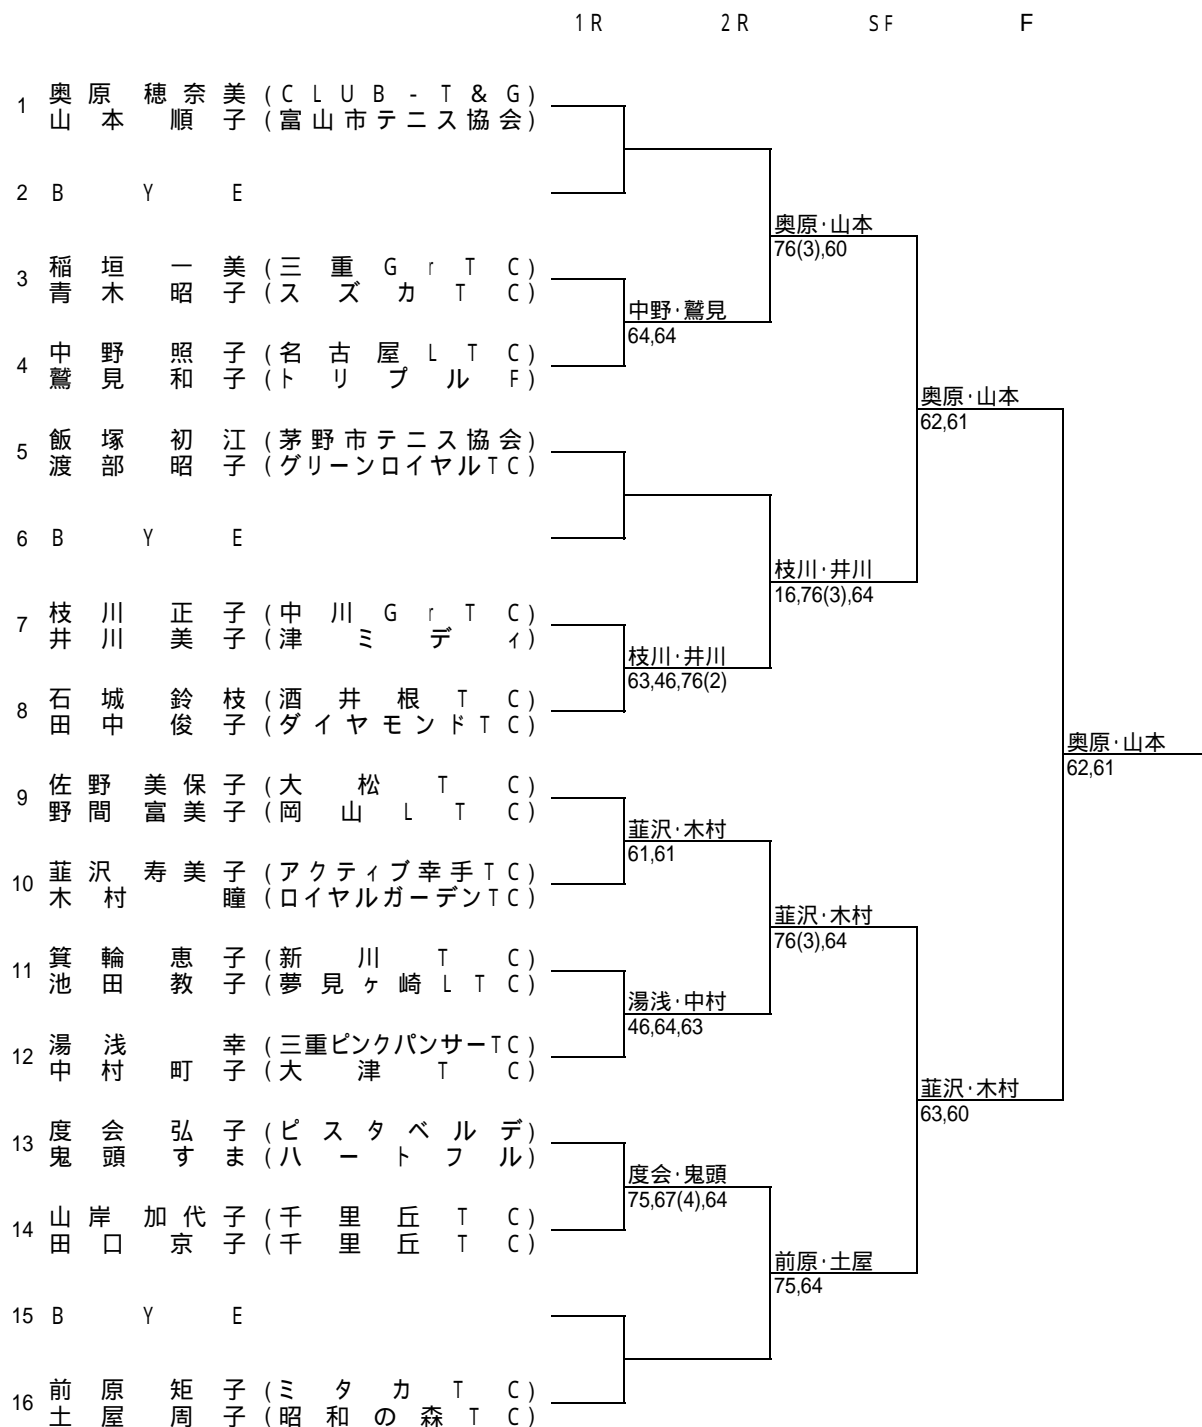 1R 2R SF F
1 奥原 穂奈美 (CLUB-T&G)
山本 順子 (富山市テニス協会)
2 BYE
奥原・山本
76(3),60
3 稲垣 一美 (三重GrTC)
青木 昭子 (スズカTC)
中野・鷲見
64,64
4 中野 照子 (名古屋LTC)
鷲見 和子 (トリプルF)
奥原・山本
62,61
5 飯塚 初江 (茅野市テニス協会)
渡部 昭子 (グリーンロイヤルTC)
6 BYE
枝川・井川
16,76(3),64
7 枝川 正子 (中川GrTC)
井川 美子 (津ミディ)
枝川・井川
63,46,76(2)
8 石城 鈴枝 (酒井根TC)
田中 俊子 (ダイヤモンドTC)
奥原・山本
62,61
9 佐野 美保子 (大松TC)
野間 富美子 (岡山LTC)
韮沢・木村
61,61
10 韮沢 寿美子 (アクティブ幸手TC)
木村 瞳 (ロイヤルガーデンTC)
韮沢・木村
76(3),64
11 箕輪 恵子 (新川TC)
池田 教子 (夢見ヶ崎LTC)
湯浅・中村
46,64,63
12 湯浅 幸 (三重ピンクパンサーTC)
中村 町子 (大津TC)
韮沢・木村
63,60
13 度会 弘子 (ピスタベルデ)
鬼頭 すま (ハートフル)
度会・鬼頭
75,67(4),64
14 山岸 加代子 (千里丘TC)
田口 京子 (千里丘TC)
前原・土屋
75,64
15 BYE
16 前原 矩子 (ミタカTC)
土屋 周子 (昭和の森TC)